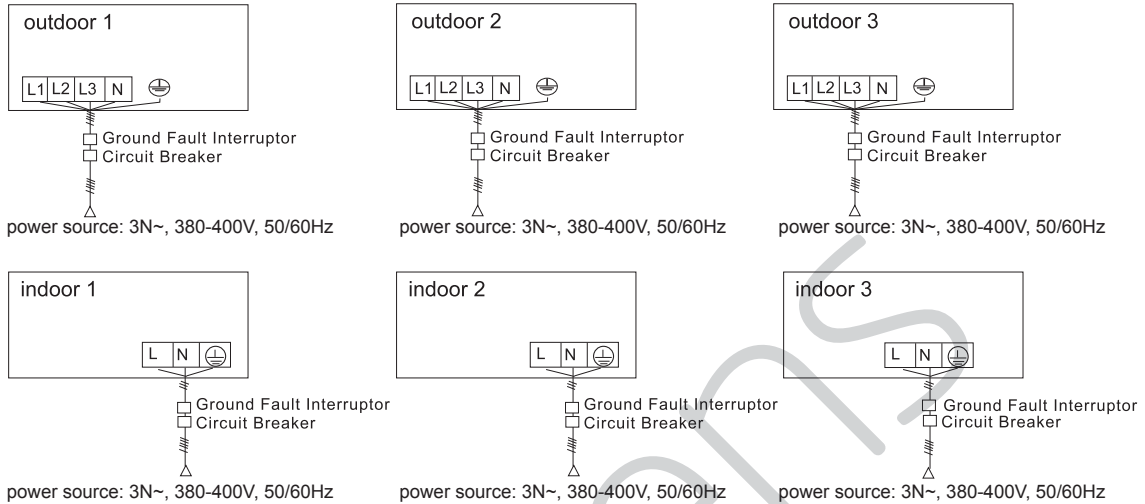 outdoor 1
L1 L2 L3 N
Ground Fault Interruptor
Circuit Breaker
power source: 3N~, 380-400V, 50/60Hz
outdoor 2
L1 L2 L3 N
Ground Fault Interruptor
Circuit Breaker
power source: 3N~, 380-400V, 50/60Hz
outdoor 3
L1 L2 L3 N
Ground Fault Interruptor
Circuit Breaker
power source: 3N~, 380-400V, 50/60Hz
indoor 1
L N
Ground Fault Interruptor
Circuit Breaker
power source: 3N~, 380-400V, 50/60Hz
indoor 2
L N
Ground Fault Interruptor
Circuit Breaker
power source: 3N~, 380-400V, 50/60Hz
indoor 3
L N
Ground Fault Interruptor
Circuit Breaker
power source: 3N~, 380-400V, 50/60Hz